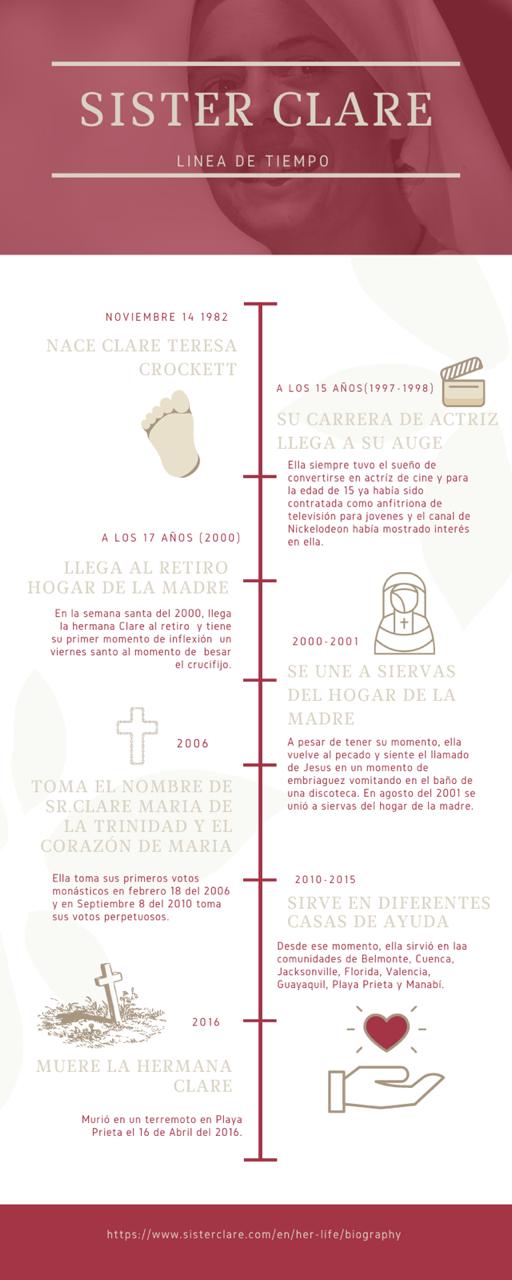 SISTER CLARE
LINEA DE TIEMPO
NOVIEMBRE 14 1982
NACE CLARE TERESA
CROCKETT
A LOS 15 AÑOS(1997-1998)
SU CARRERA DE ACTRIZ
LLEGA A SU AUGE
Ella siempre tuvo el sueño de
convertirse en actríz de cine y para
la edad de 15 ya había sido
contratada como anfitriona de
televisión para jovenes y el canal de
Nickelodeon había mostrado interés
en ella.
A LOS 17 AÑOS (2000)
LLEGA AL RETIRO
HOGAR DE LA MADRE
En la semana santa del 2000, llega
la hermana Clare al retiro y tiene
su primer momento de inflexión un
viernes santo al momento de besar
el crucifijo.
2000-2001
SE UNE A SIERVAS
DEL HOGAR DE LA
MADRE
A pesar de tener su momento, ella
vuelve al pecado y siente el llamado
de Jesus en un momento de
embriaguez vomitando en el baño de
una discoteca. En agosto del 2001 se
unió a siervas del hogar de la madre.
2006
TOMA EL NOMBRE DE
SR.CLARE MARIA DE
LA TRINIDAD Y EL
CORAZÓN DE MARIA
Ella toma sus primeros votos
monásticos en febrero 18 del 2006
y en Septiembre 8 del 2010 toma
sus votos perpetuosos.
2010-2015
SIRVE EN DIFERENTES
CASAS DE AYUDA
Desde ese momento, ella sirvió en laa
comunidades de Belmonte, Cuenca,
Jacksonville, Florida, Valencia,
Guayaquil, Playa Prieta y Manabí.
2016
MUERE LA HERMANA
CLARE
Murió en un terremoto en Playa
Prieta el 16 de Abril del 2016.
https://www.sisterclare.com/en/her-life/biography